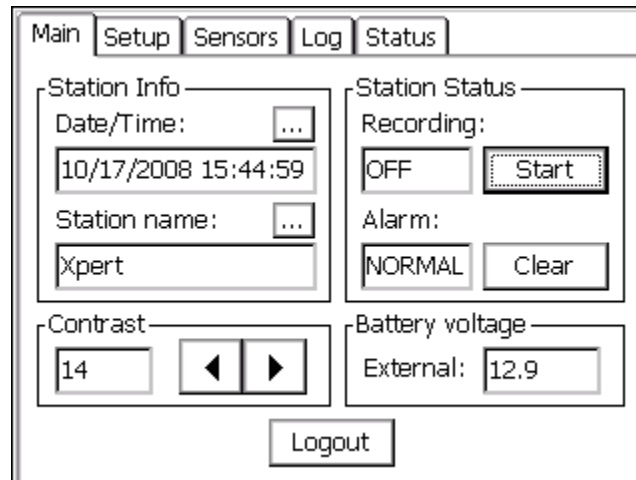 Main Setup Sensors Log Status
Station Info
Date/Time: ...
10/17/2008 15:44:59
Station name: ...
Xpert
Station Status
Recording:
OFF Start
Alarm:
NORMAL Clear
Contrast
14
Battery voltage
External: 12.9
Logout